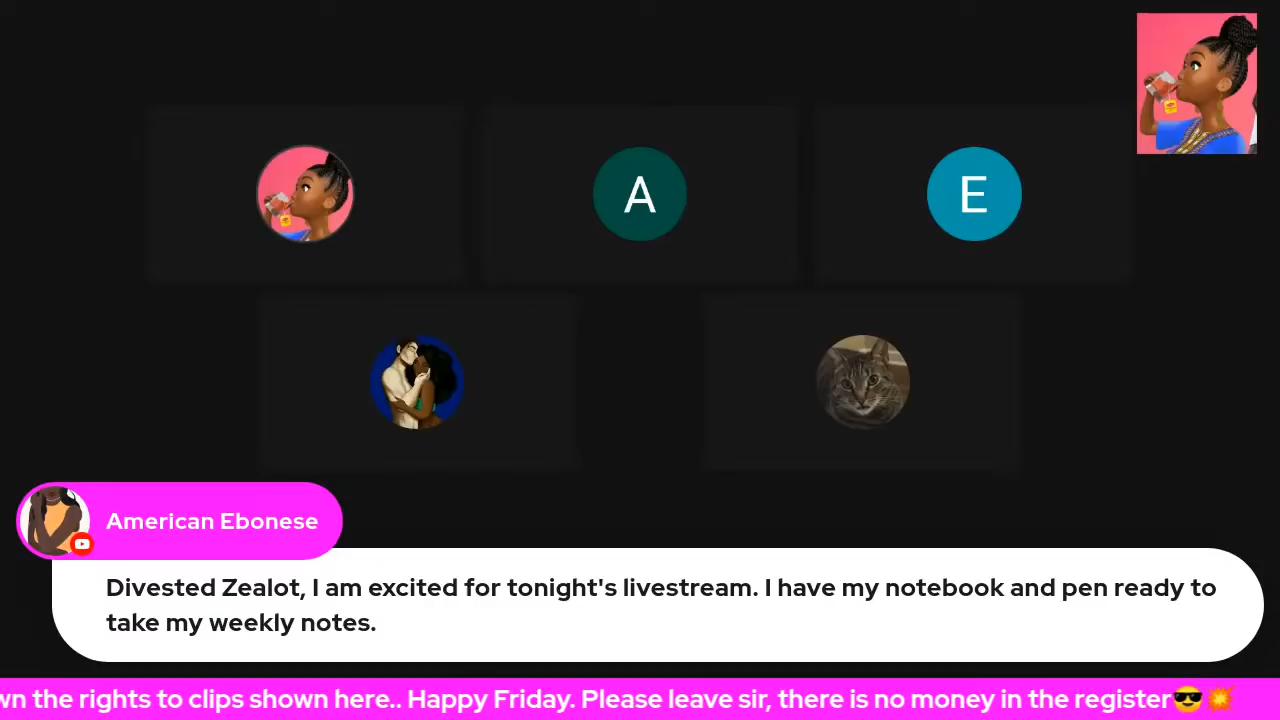 A
E
American Ebonese
Divested Zealot, I am excited for tonight's livestream. I have my notebook and pen ready to
take my weekly notes.
wn the rights to clips shown here.. Happy Friday. Please leave sir, there is no money in the register😎💥